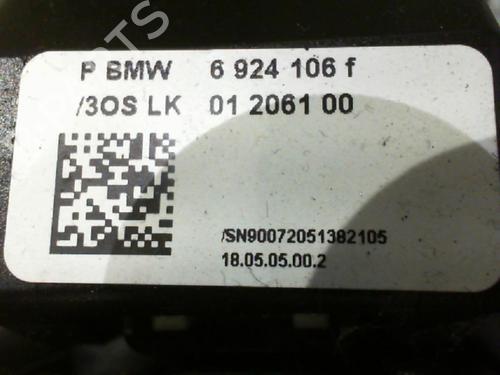 P BMW 6 924 106 f
/3OS LK 01 2061 00
/SN90072051382105
18.05.05.00.2